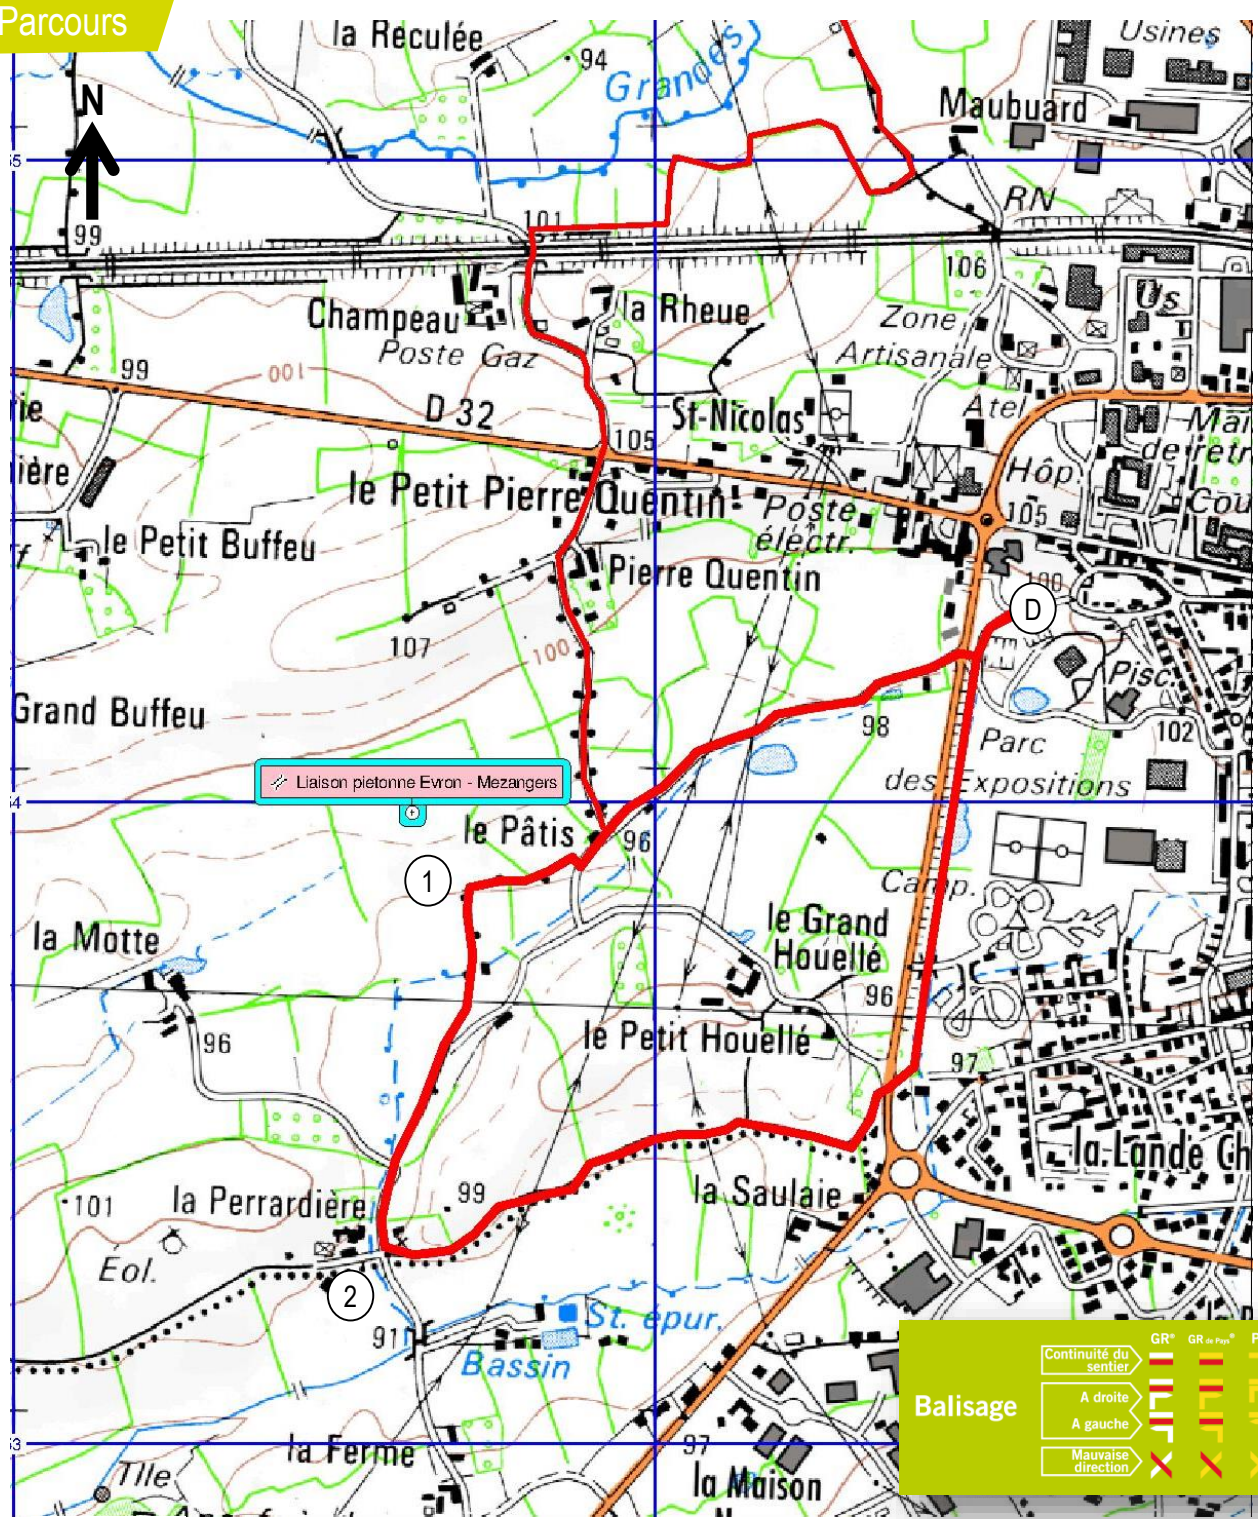 Parcours
la Reculée
94
Grandes
Usines
Maubuard
N
RN
101
99
106
Champeau
la Rheue
Us
Poste Gaz
Zone
Artisanale
99
100
D 32
St-Nicolas
Atel
105
Hôp.
le Petit Pierre Quentin
Poste
électr.
105
le Petit Buffeu
Pierre Quentin
100
D
107
100
Pisc.
Grand Buffeu
98
Parc
102
des Expositions
Liaison pietonne Evron - Mezangers
le Pâtis
96
1
Camp.
la Motte
le Grand
Houellé
96
96
le Petit Houellé
97
la Lande Ch
la Perrardière
99
la Saulaie
101
Éol.
2
91
St. épur.
Bassin
la Ferme
97
la Maison
Tlle
GR®
GR de Pays®
Continuité du
sentier
A droite
Balisage
A gauche
Mauvaise
direction